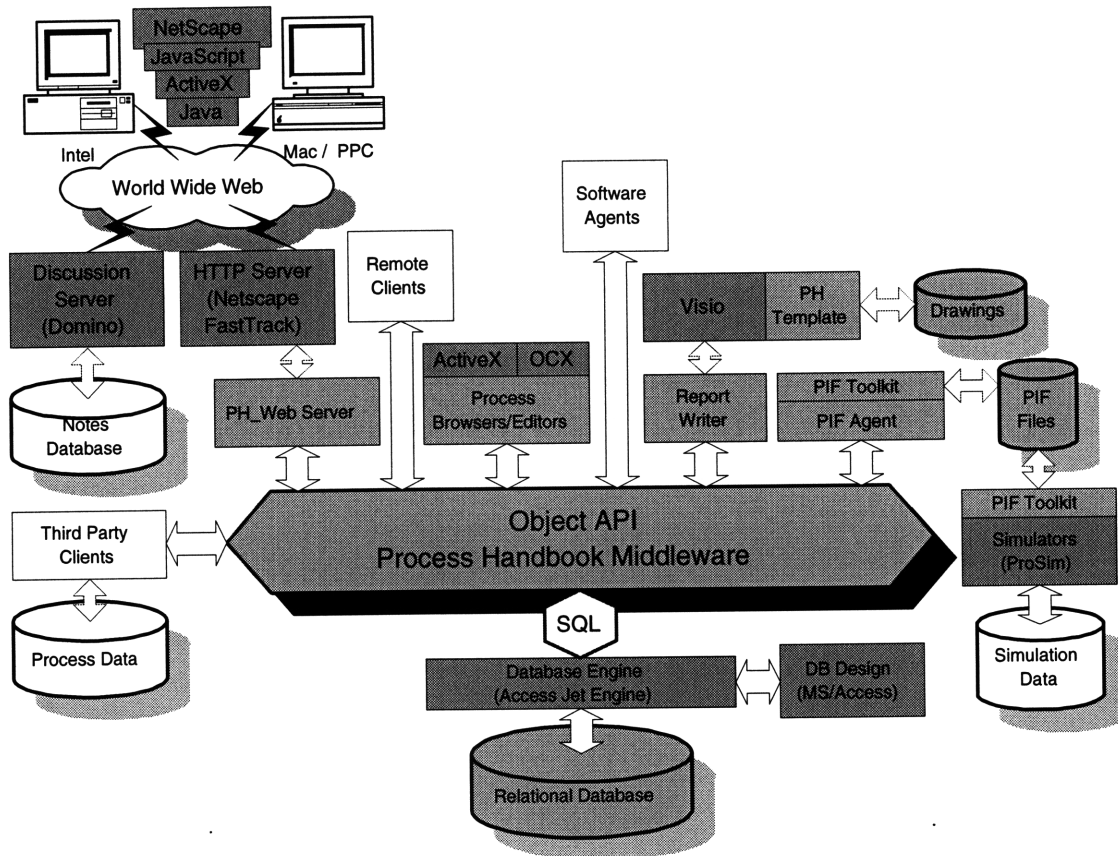 NetScape
JavaScript
ActiveX
Java
Intel
Mac / PPC
World Wide Web
Software
Agents
Discussion
Server
(Domino)
HTTP Server
(Netscape
FastTrack)
Remote
Clients
Visio
PH
Template
Drawings
ActiveX
OCX
Process
Browsers/Editors
PH_Web Server
Report
Writer
PIF Toolkit
PIF Agent
PIF
Files
Notes
Database
Third Party
Clients
Object API
Process Handbook Middleware
PIF Toolkit
Simulators
(ProSim)
Process Data
SQL
Database Engine
(Access Jet Engine)
DB Design
(MS/Access)
Simulation
Data
Relational Database